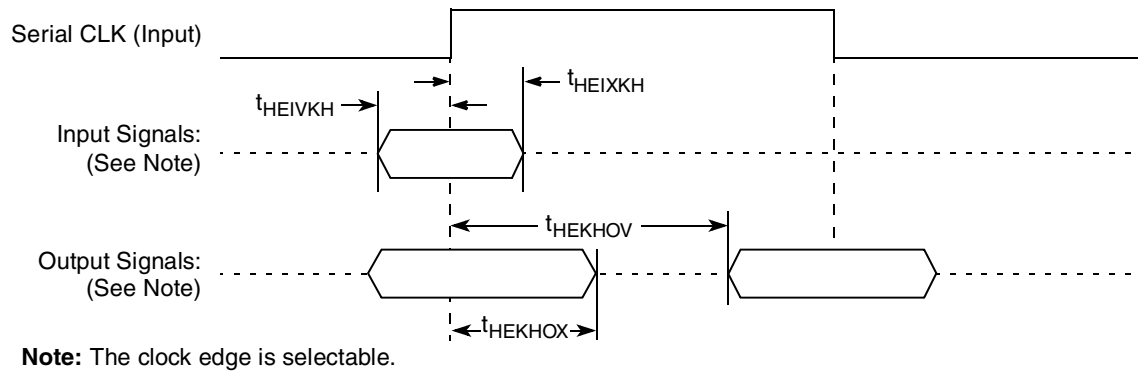 Serial CLK (Input)
tHEIXKH
tHEIVKH
Input Signals:
(See Note)
tHEKHOV
Output Signals:
(See Note)
tHEKHOX
Note: The clock edge is selectable.